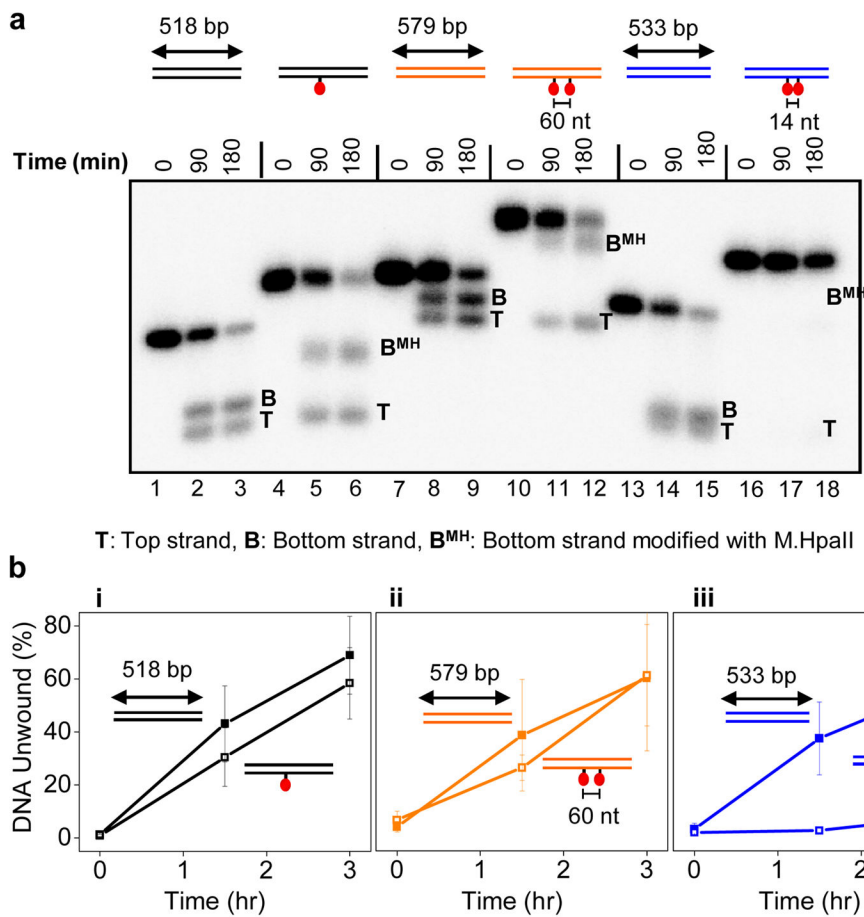 a
518 bp 579 bp 533 bp
60 nt 14 nt
Time (min) 0 90 180 0 90 180 0 90 180 0 90 180 0 90 180 0 90 180
B^MH
B B^MH
T
B^MH T
B B
T T T T
1 2 3 4 5 6 7 8 9 10 11 12 13 14 15 16 17 18
T: Top strand, B: Bottom strand, B^MH: Bottom strand modified with M.HpaII
b
i ii iii
DNA Unwound (%)
80
60
40
20
0
518 bp 579 bp 533 bp
60 nt
0 1 2 3 0 1 2 3 0 1 2
Time (hr) Time (hr) Time (hr)